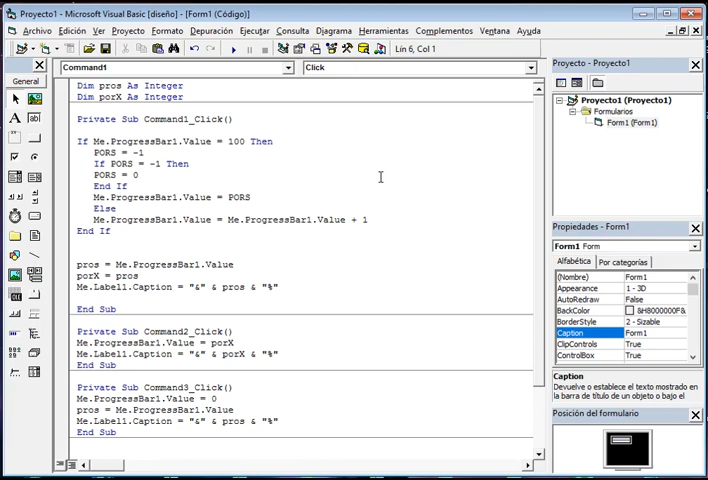 Proyecto1 - Microsoft Visual Basic [diseño] - [Form1 (Código)]
Archivo Edición Ver Proyecto Formato Depuración Ejecutar Consulta Diagrama Herramientas Complementos Ventana Ayuda
Lín 6, Col 1
General
Command1
Click
Dim pros As Integer
Dim porX As Integer
Private Sub Command1_Click()
If Me.ProgressBar1.Value = 100 Then
PORS = -1
If PORS = -1 Then
PORS = 0
End If
Me.ProgressBar1.Value = PORS
Else
Me.ProgressBar1.Value = Me.ProgressBar1.Value + 1
End If
pros = Me.ProgressBar1.Value
porX = pros
Me.Label1.Caption = "&" & pros & "%"
End Sub
Private Sub Command2_Click()
Me.ProgressBar1.Value = porX
Me.Label1.Caption = "&" & porX & "%"
End Sub
Private Sub Command3_Click()
Me.ProgressBar1.Value = 0
pros = Me.ProgressBar1.Value
Me.Label1.Caption = "&" & pros & "%"
End Sub
Proyecto - Proyecto1
Proyecto1 (Proyecto1)
Formularios
Form1 (Form1)
Propiedades - Form1
Form1 Form
Alfabética Por categorías
(Name) Form1
Appearance 1 - 3D
AutoRedraw False
BackColor &H8000000F&
BorderStyle 2 - Sizable
Caption Form1
ClipControls True
ControlBox True
Caption
Devuelve o establece el texto mostrado en
la barra de título de un objeto o bajo el
Posición del formulario